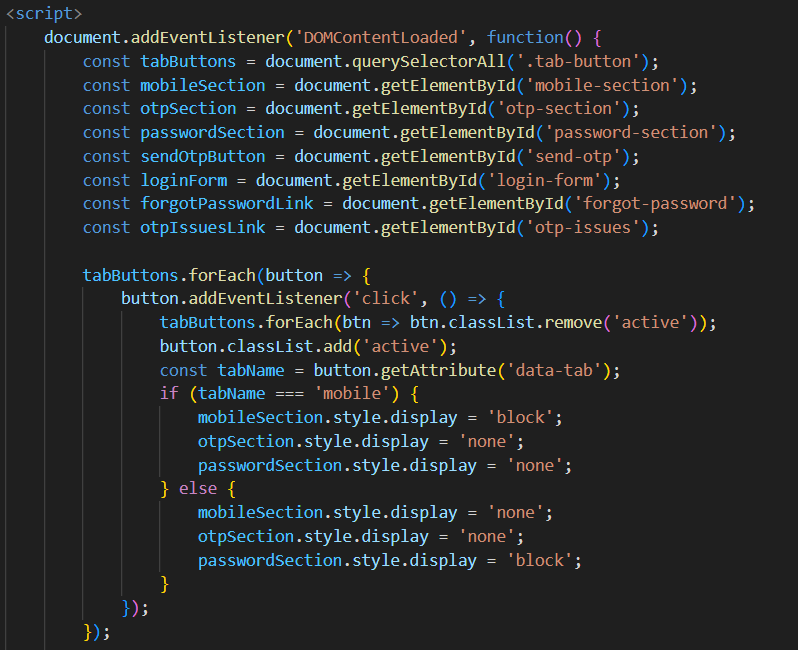 <script>
document.addEventListener('DOMContentLoaded', function() {
const tabButtons = document.querySelectorAll('.tab-button');
const mobileSection = document.getElementById('mobile-section');
const otpSection = document.getElementById('otp-section');
const passwordSection = document.getElementById('password-section');
const sendOtpButton = document.getElementById('send-otp');
const loginForm = document.getElementById('login-form');
const forgotPasswordLink = document.getElementById('forgot-password');
const otpIssuesLink = document.getElementById('otp-issues');
tabButtons.forEach(button => {
button.addEventListener('click', () => {
tabButtons.forEach(btn => btn.classList.remove('active'));
button.classList.add('active');
const tabName = button.getAttribute('data-tab');
if (tabName === 'mobile') {
mobileSection.style.display = 'block';
otpSection.style.display = 'none';
passwordSection.style.display = 'none';
} else {
mobileSection.style.display = 'none';
otpSection.style.display = 'none';
passwordSection.style.display = 'block';
}
});
});